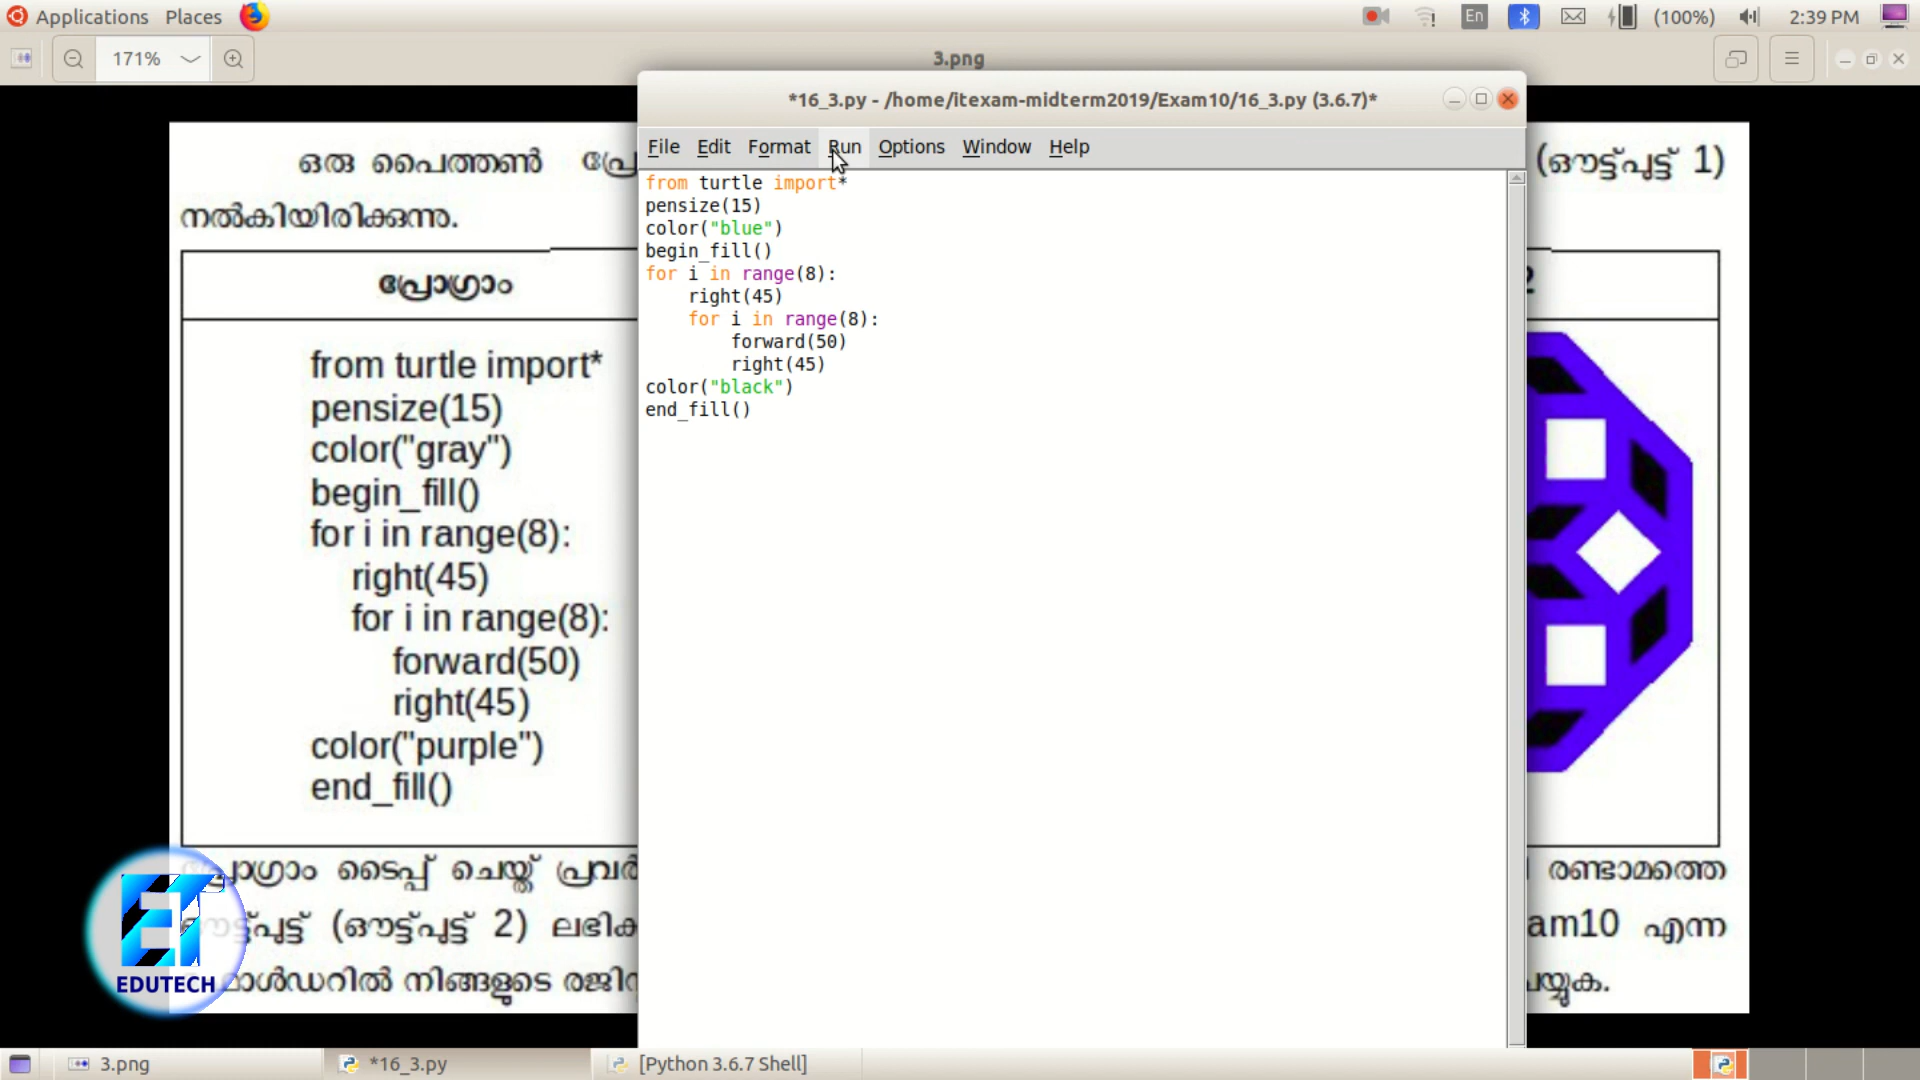 Applications Places
En
(100%)
2:39 PM
171%
3.png
*16_3.py - /home/itexam-midterm2019/Exam10/16_3.py (3.6.7)*
File Edit Format Run Options Window Help
from turtle import*
pensize(15)
color("blue")
begin_fill()
for i in range(8):
    right(45)
    for i in range(8):
        forward(50)
        right(45)
color("black")
end_fill()
ഒരു പൈത്തൺ
(ഔട്ട്പുട്ട് 1)
നൽകിയിരിക്കുന്നു.
പ്രോഗ്രാം
2
from turtle import*
pensize(15)
color("gray")
begin_fill()
for i in range(8):
    right(45)
    for i in range(8):
        forward(50)
        right(45)
color("purple")
end_fill()
ടൈപ്പ് ചെയ്ത്
രണ്ടാമത്തെ
(ഔട്ട്പുട്ട് 2)
am10 എന്ന
നിങ്ങളുടെ
ET
EDUTECH
3.png
*16_3.py
[Python 3.6.7 Shell]